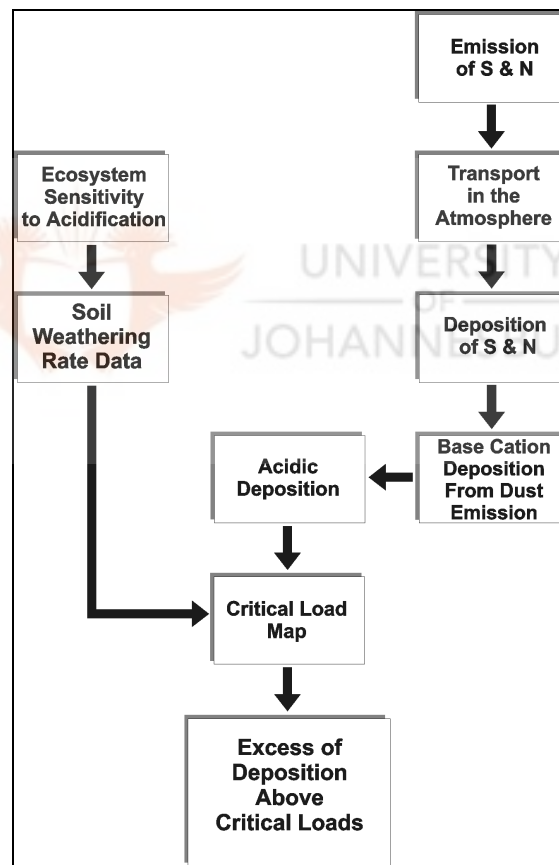 Emission
of S & N
Ecosystem
Sensitivity
to Acidification
Transport
in the
Atmosphere
UNIVERSITY
OF
Soil
Weathering
Rate Data
Deposition
of S & N
Acidic
Deposition
Base Cation
Deposition
From Dust
Emission
Critical Load
Map
Excess of
Deposition
Above
Critical Loads